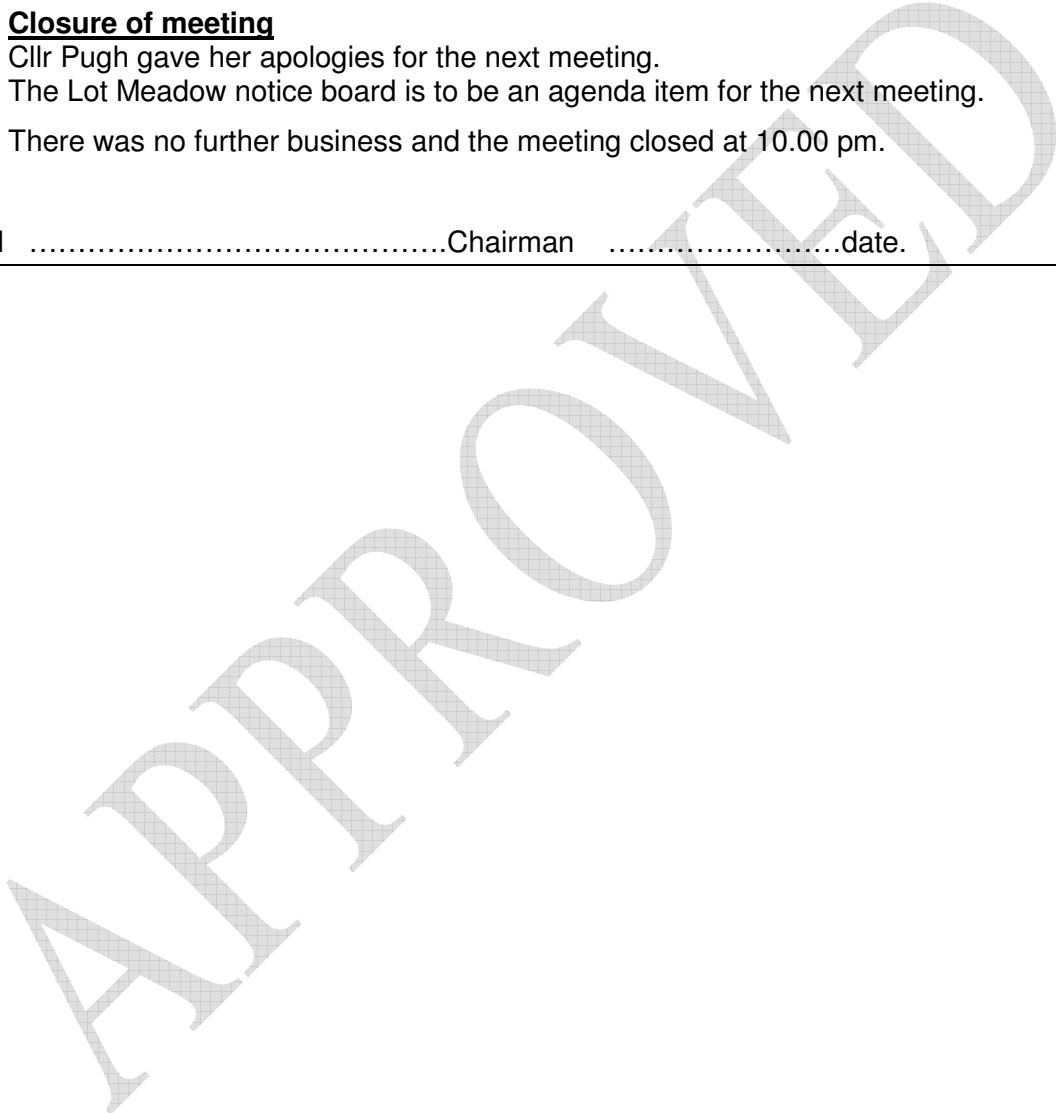 Closure of meeting
Cllr Pugh gave her apologies for the next meeting.
The Lot Meadow notice board is to be an agenda item for the next meeting.
There was no further business and the meeting closed at 10.00 pm.
…………………………………….Chairman ……………………date.
APPROVED